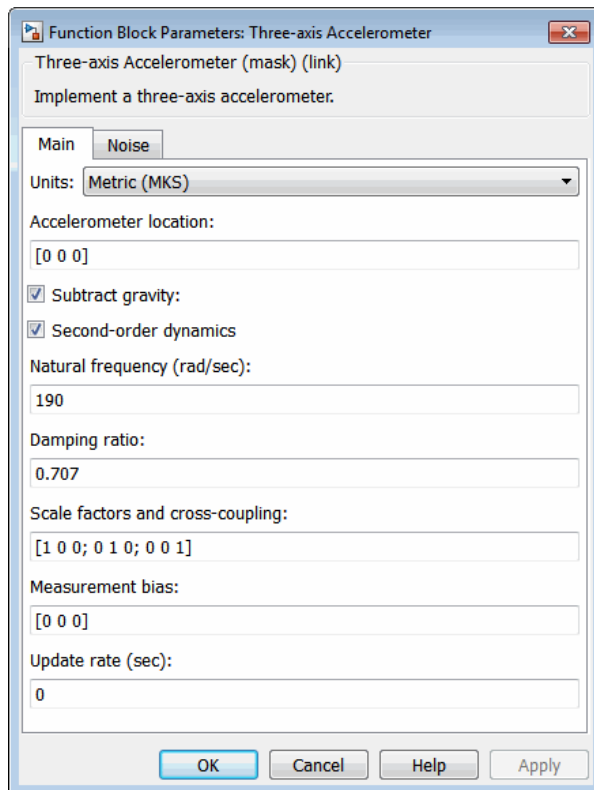 Function Block Parameters: Three-axis Accelerometer
Three-axis Accelerometer (mask) (link)
Implement a three-axis accelerometer.
Main Noise
Units: Metric (MKS)
Accelerometer location:
[0 0 0]
Subtract gravity:
Second-order dynamics
Natural frequency (rad/sec):
190
Damping ratio:
0.707
Scale factors and cross-coupling:
[1 0 0; 0 1 0; 0 0 1]
Measurement bias:
[0 0 0]
Update rate (sec):
0
OK Cancel Help Apply